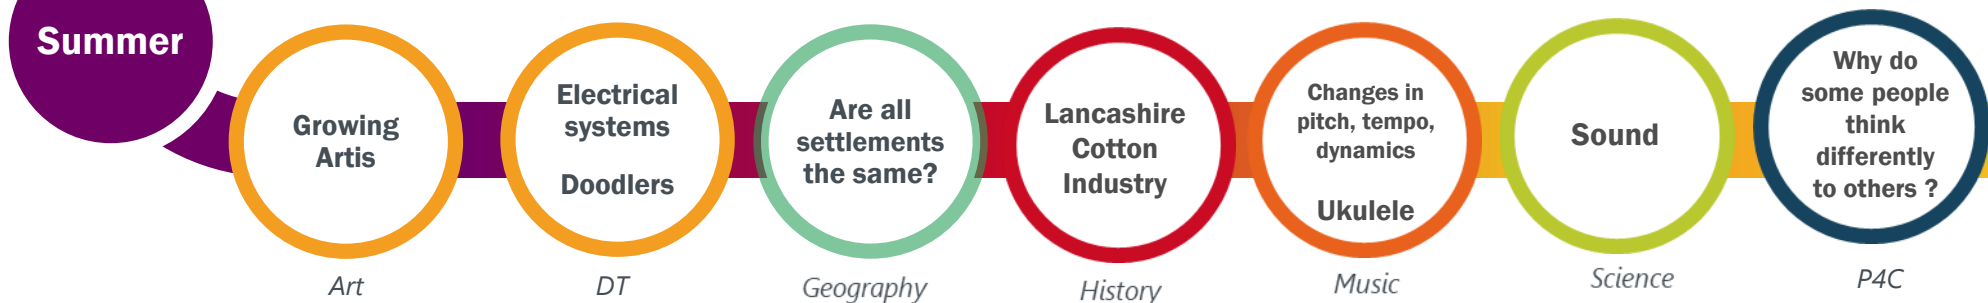 Summer
Growing
Artis
Art
Electrical
systems
Doodlers
DT
Are all
settlements
the same?
Geography
Lancashire
Cotton
Industry
History
Changes in
pitch, tempo,
dynamics
Ukulele
Music
Sound
Science
Why do
some people
think
differently
to others ?
P4C